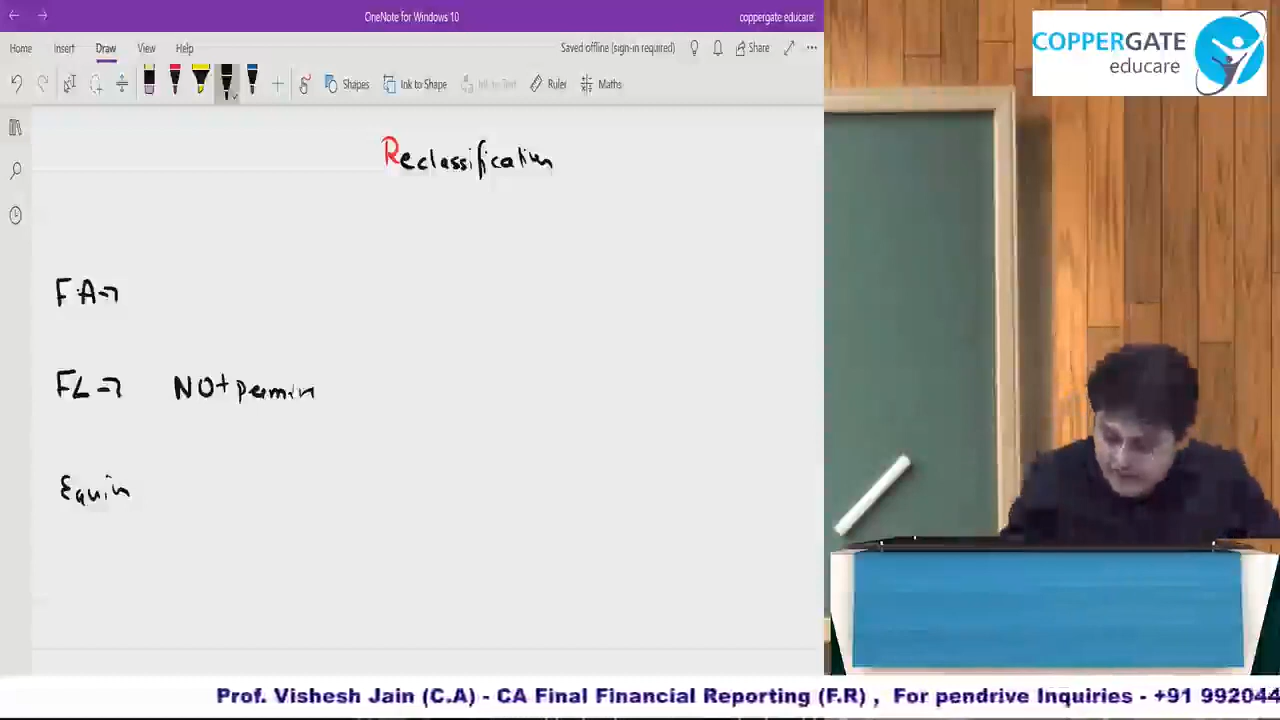 OneNote for Windows 10
coppergate educare
Home Insert Draw View Help
Saved offline (sign-in required)
Share
Shapes
Ink to Shape
Ink to Text
Ruler
Maths
COPPERGATE
educare
Reclassification
FA⇒
FL⇒ Not permin
Equin
Prof. Vishesh Jain (C.A) - CA Final Financial Reporting (F.R) , For pendrive Inquiries - +91 992044